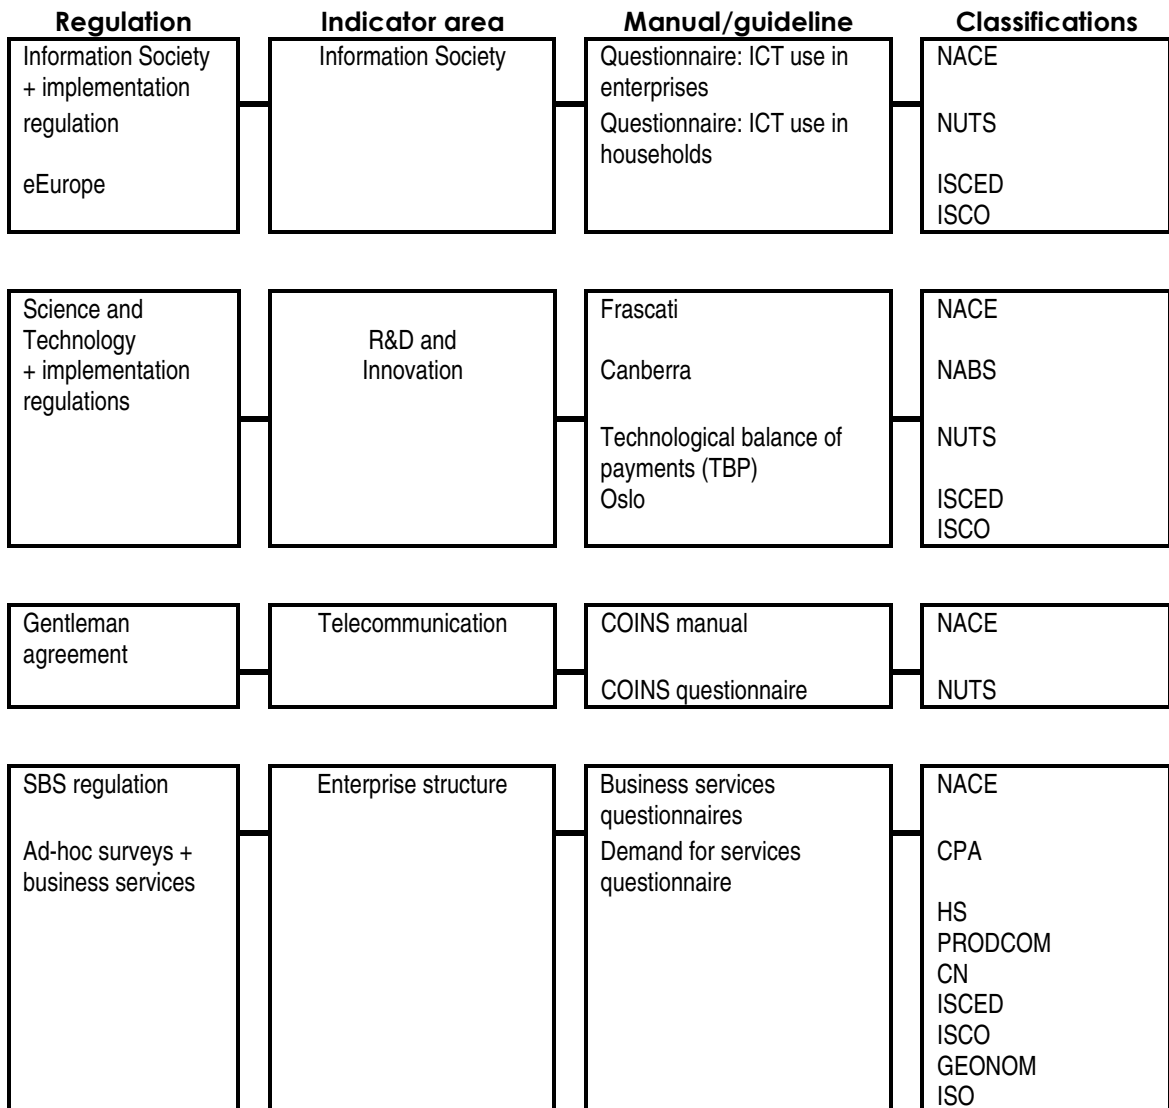 Regulation
Indicator area
Manual/guideline
Classifications
Information Society
+ implementation
regulation
eEurope
Information Society
Questionnaire: ICT use in
enterprises
Questionnaire: ICT use in
households
NACE
NUTS
ISCED
ISCO
Science and
Technology
+ implementation
regulations
R&D and
Innovation
Frascati
Canberra
Technological balance of
payments (TBP)
Oslo
NACE
NABS
NUTS
ISCED
ISCO
Gentleman
agreement
Telecommunication
COINS manual
COINS questionnaire
NACE
NUTS
SBS regulation
Ad-hoc surveys +
business services
Enterprise structure
Business services
questionnaires
Demand for services
questionnaire
NACE
CPA
HS
PRODCOM
CN
ISCED
ISCO
GEONOM
ISO